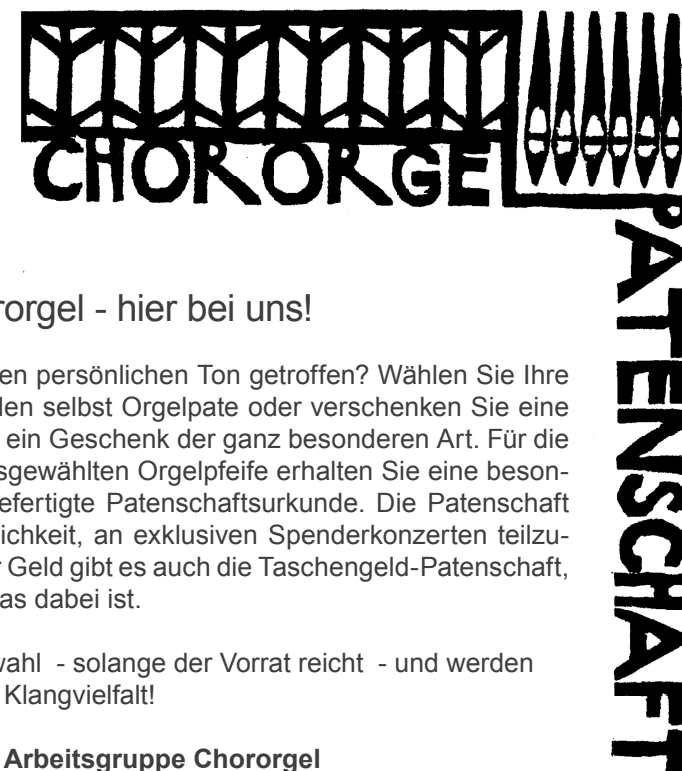 CHORORGEL
PATENSCHAFT
rorgel - hier bei uns!
en persönlichen Ton getroffen? Wählen Sie Ihre
den selbst Orgelpate oder verschenken Sie eine
ein Geschenk der ganz besonderen Art. Für die
sgewählten Orgelpfeife erhalten Sie eine beson-
efertigte Patenschaftsurkunde. Die Patenschaft
lichkeit, an exklusiven Spenderkonzerten teilzu-
r Geld gibt es auch die Taschengeld-Patenschaft,
as dabei ist.
wahl - solange der Vorrat reicht - und werden
Klangvielfalt!
Arbeitsgruppe Chororgel